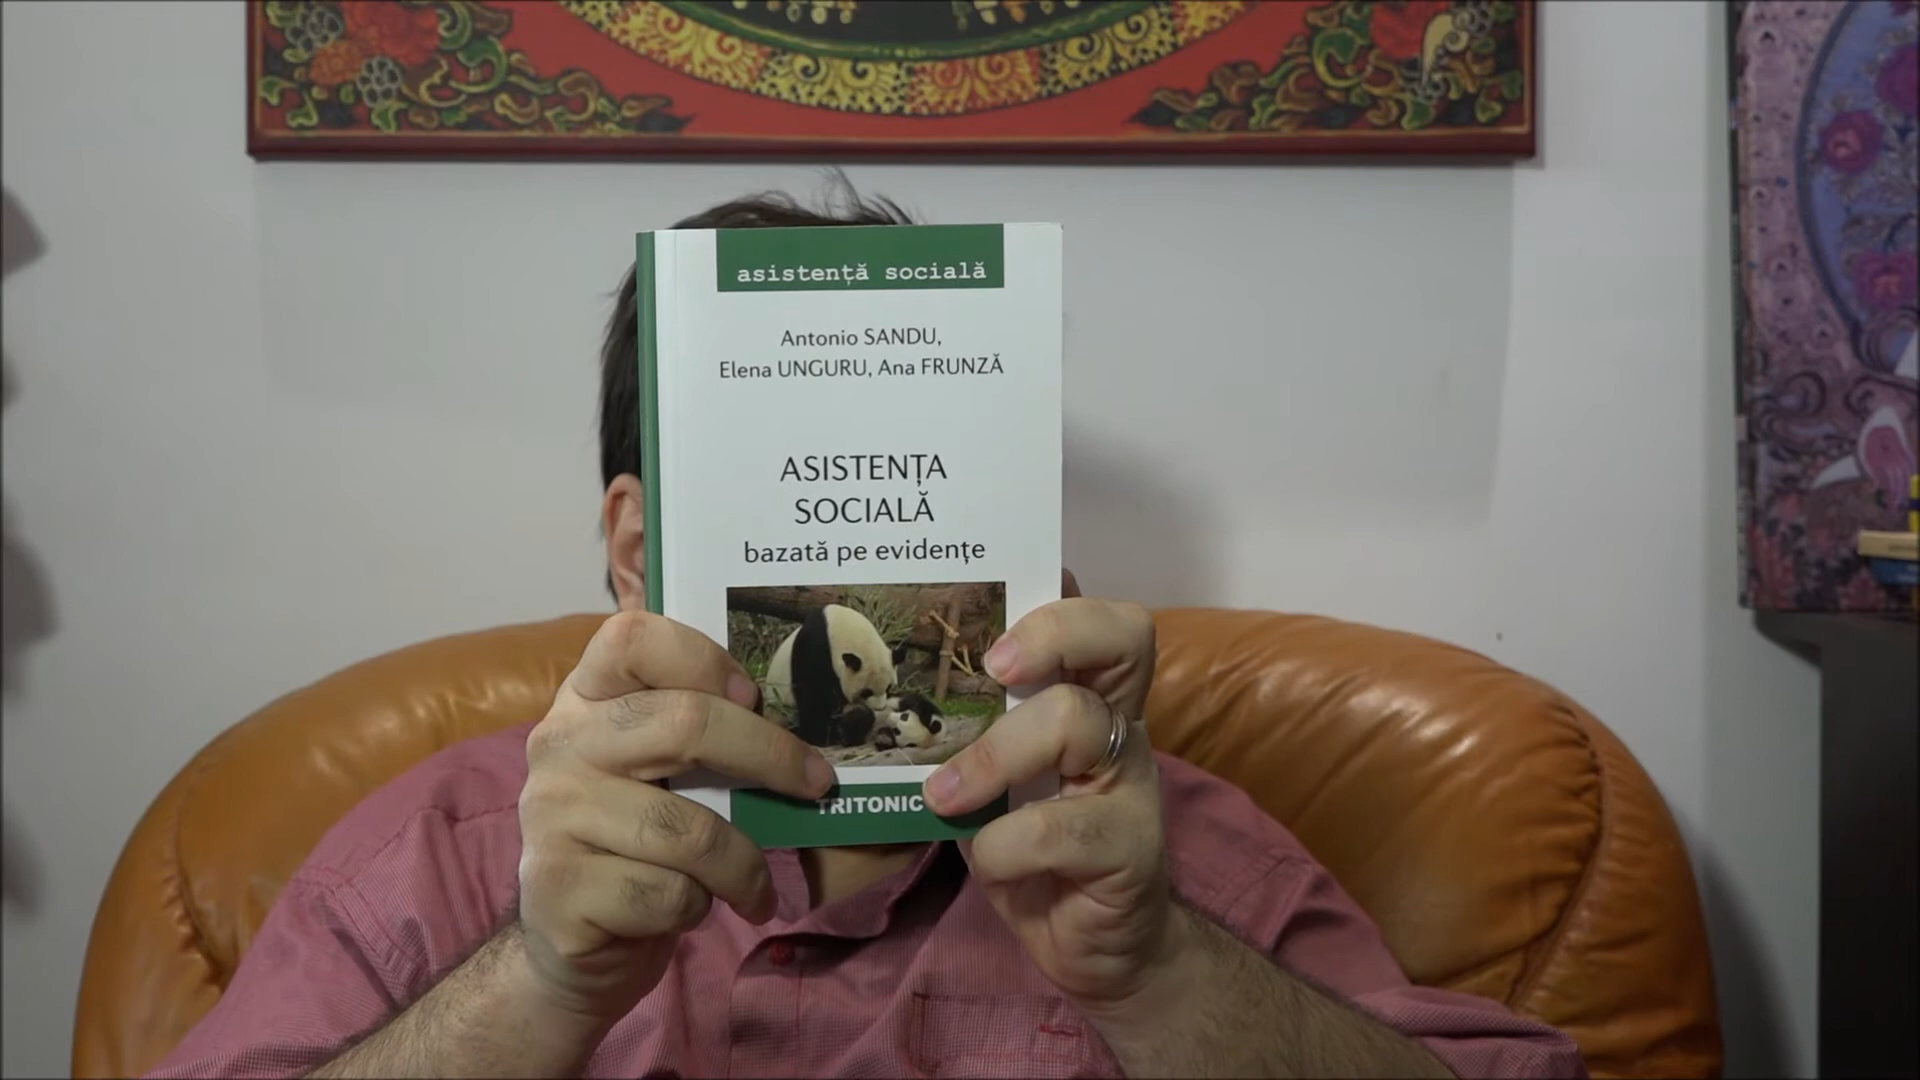 asistență socială
Antonio SANDU,
Elena UNGURU, Ana FRUNZĂ
ASISTENȚA
SOCIALĂ
bazată pe evidențe
TRITONIC